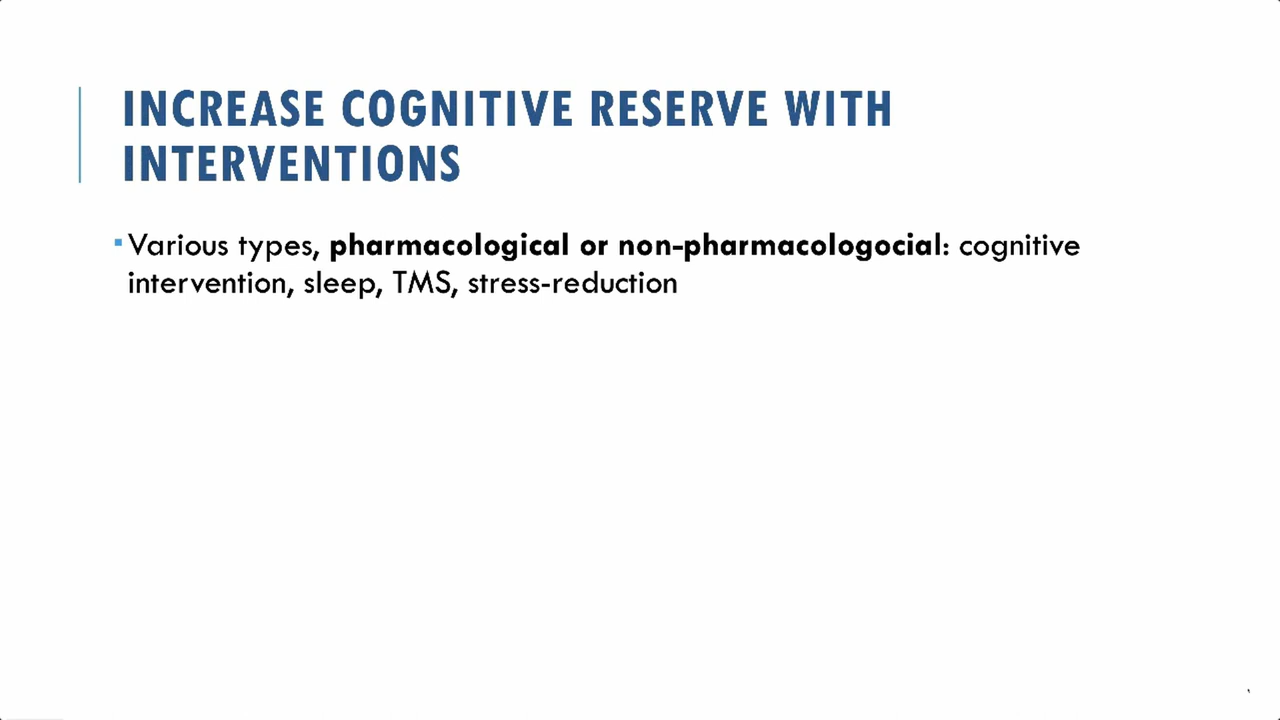 INCREASE COGNITIVE RESERVE WITH
INTERVENTIONS
▪Various types, pharmacological or non-pharmacologocial: cognitive
intervention, sleep, TMS, stress-reduction